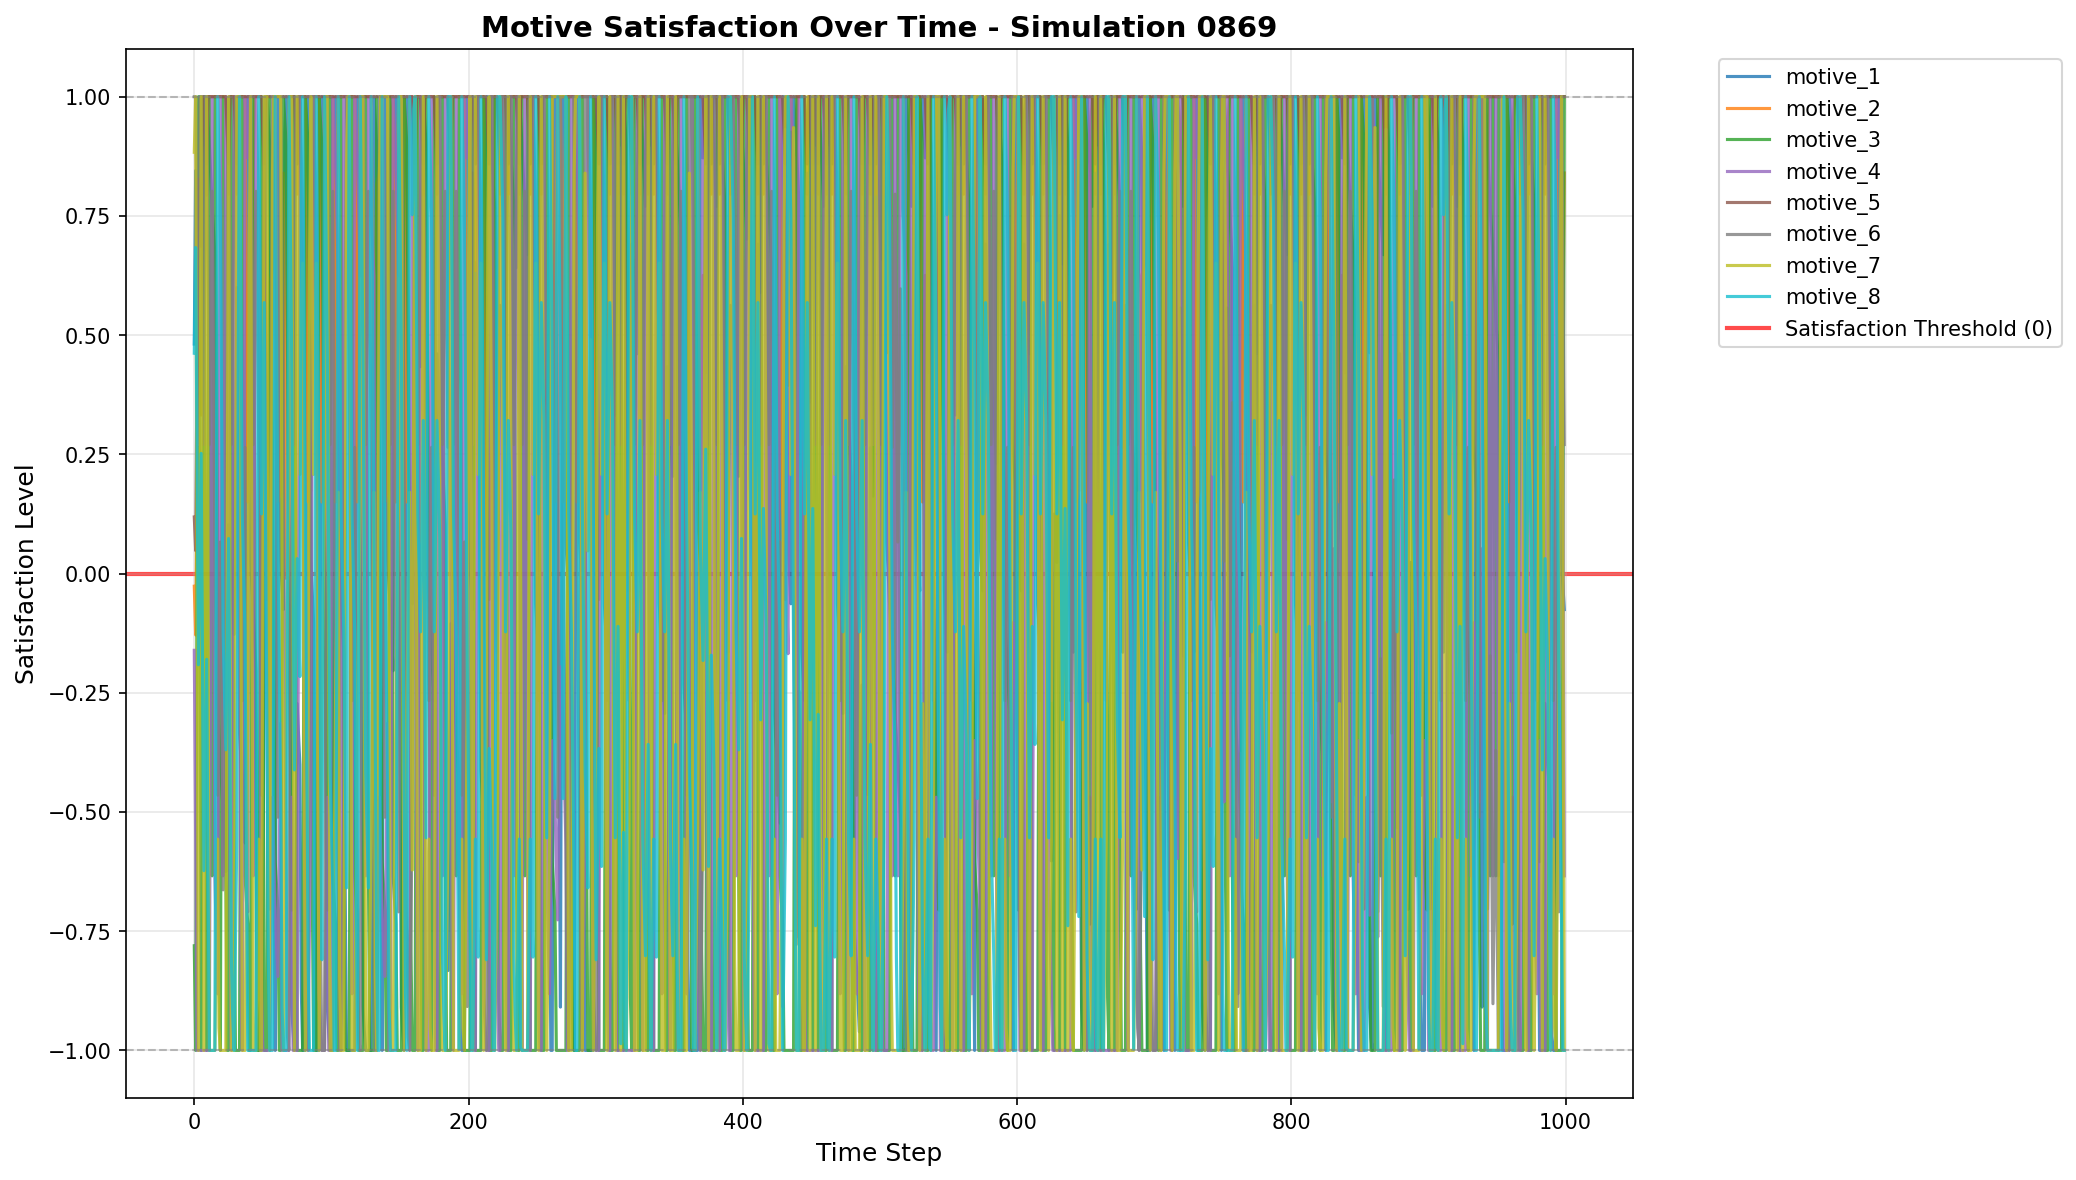 Motive Satisfaction Over Time - Simulation 0869
1.00
0.75
0.50
0.25
0.00
−0.25
−0.50
−0.75
−1.00
Satisfaction Level
0 200 400 600 800 1000
Time Step
motive_1
motive_2
motive_3
motive_4
motive_5
motive_6
motive_7
motive_8
Satisfaction Threshold (0)